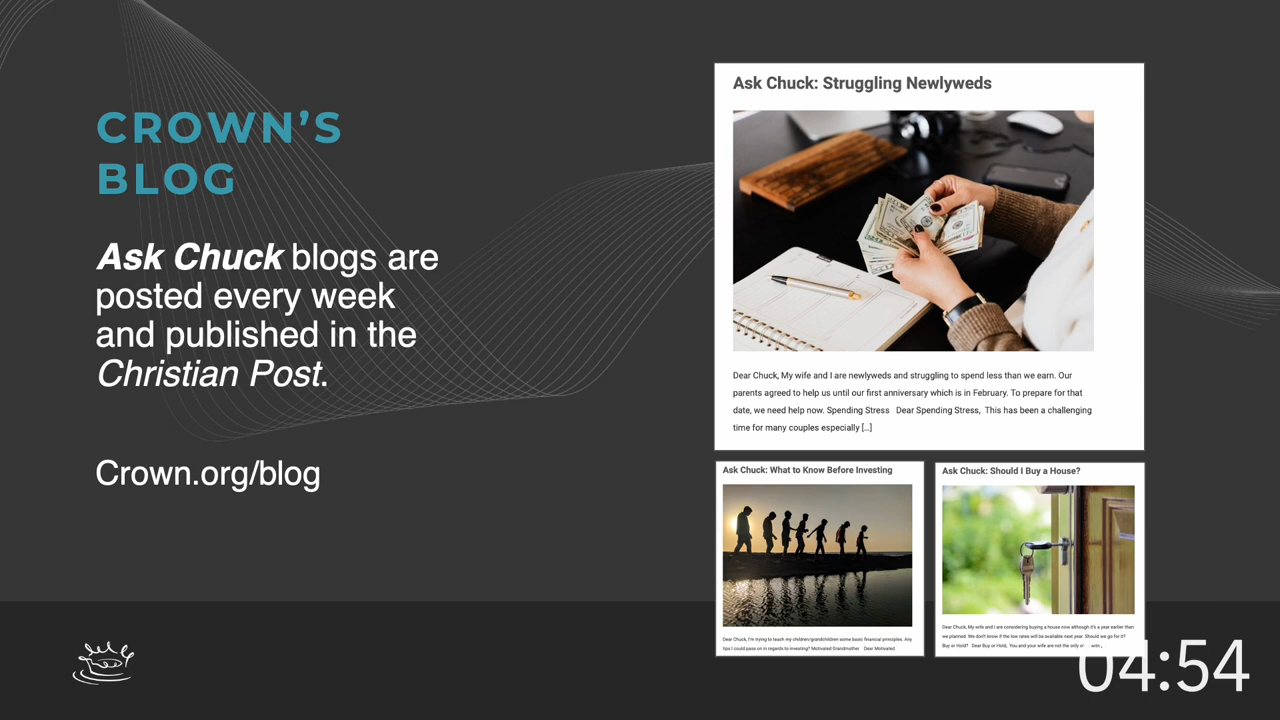 CROWN'S
BLOG
Ask Chuck blogs are
posted every week
and published in the
Christian Post.
Crown.org/blog
Ask Chuck: Struggling Newlyweds
Dear Chuck, My wife and I are newlyweds and struggling to spend less than we earn. Our
parents agreed to help us until our first anniversary which is in February. To prepare for that
date, we need help now. Spending Stress Dear Spending Stress, This has been a challenging
time for many couples especially [...]
Ask Chuck: What to Know Before Investing
Dear Chuck, I'm trying to teach my children/grandchildren some basic financial principles. Any
tips I could pass on in regards to investing? Motivated Grandmother Dear Motivated
Ask Chuck: Should I Buy a House?
Dear Chuck, My wife and I are considering buying a house now although it's a year earlier than
we planned. We don't know if the low rates will be available next year. Should we go for it?
Buy or Hold? Dear Buy or Hold, You and your wife are not the only
04:54